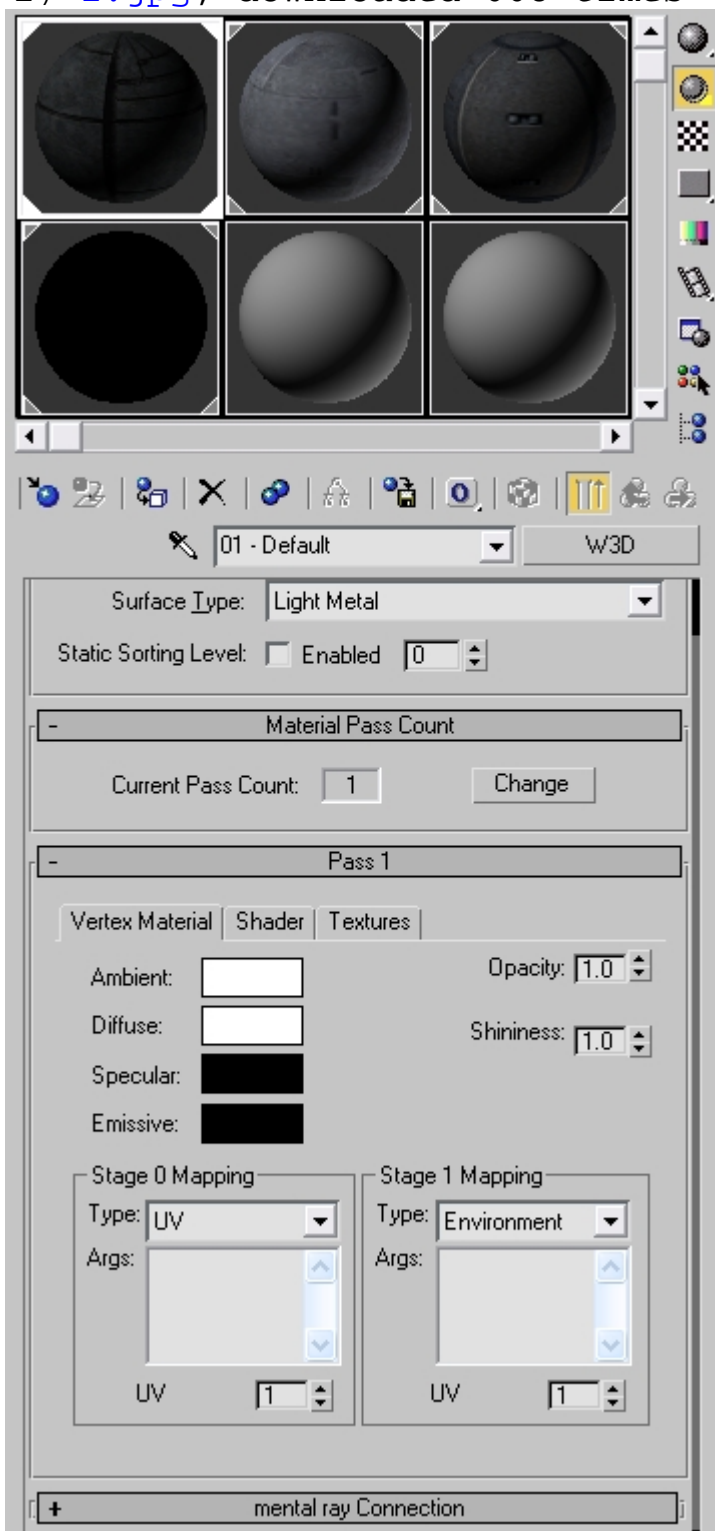 01 - Default
W3D
Surface Type: Light Metal
Static Sorting Level: Enabled 0
- Material Pass Count
Current Pass Count: 1 Change
- Pass 1
Vertex Material Shader Textures
Ambient: Opacity: 1.0
Diffuse: Shininess: 1.0
Specular:
Emissive:
Stage 0 Mapping Stage 1 Mapping
Type: UV Type: Environment
Args: Args:
UV 1 UV 1
+ mental ray Connection